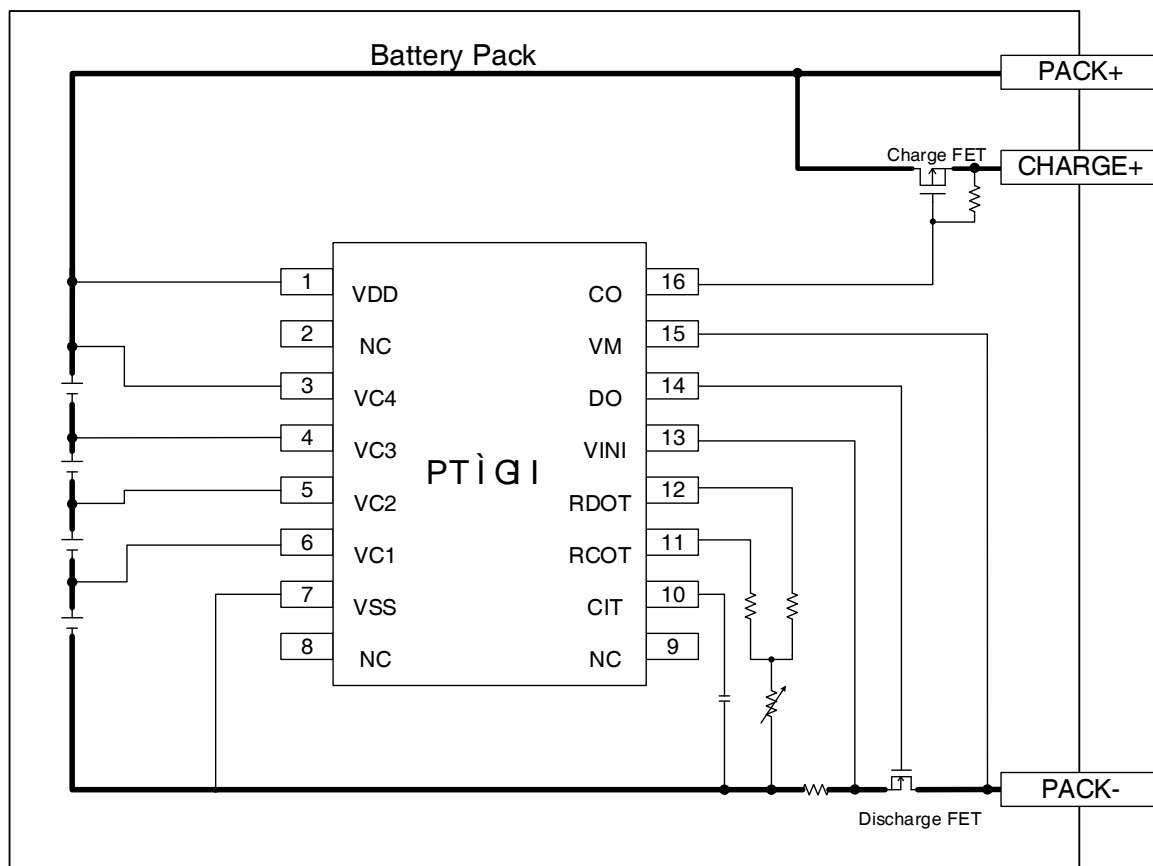 Battery Pack
PACK+
Charge FET
CHARGE+
1
VDD
CO
16
2
NC
VM
15
3
VC4
DO
14
4
VC3
VINI
13
5
VC2
RDOT
12
6
VC1
RCOT
11
7
VSS
CIT
10
8
NC
NC
9
PACK-
Discharge FET